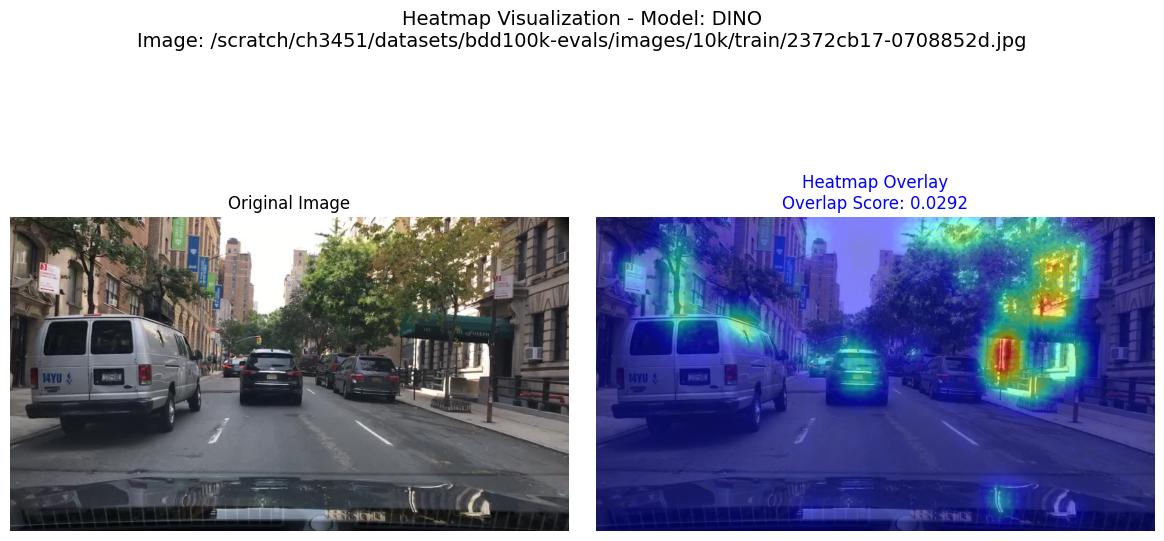 Heatmap Visualization - Model: DINO
Image: /scratch/ch3451/datasets/bdd100k-evals/images/10k/train/2372cb17-0708852d.jpg
Original Image
Heatmap Overlay
Overlap Score: 0.0292
14YU